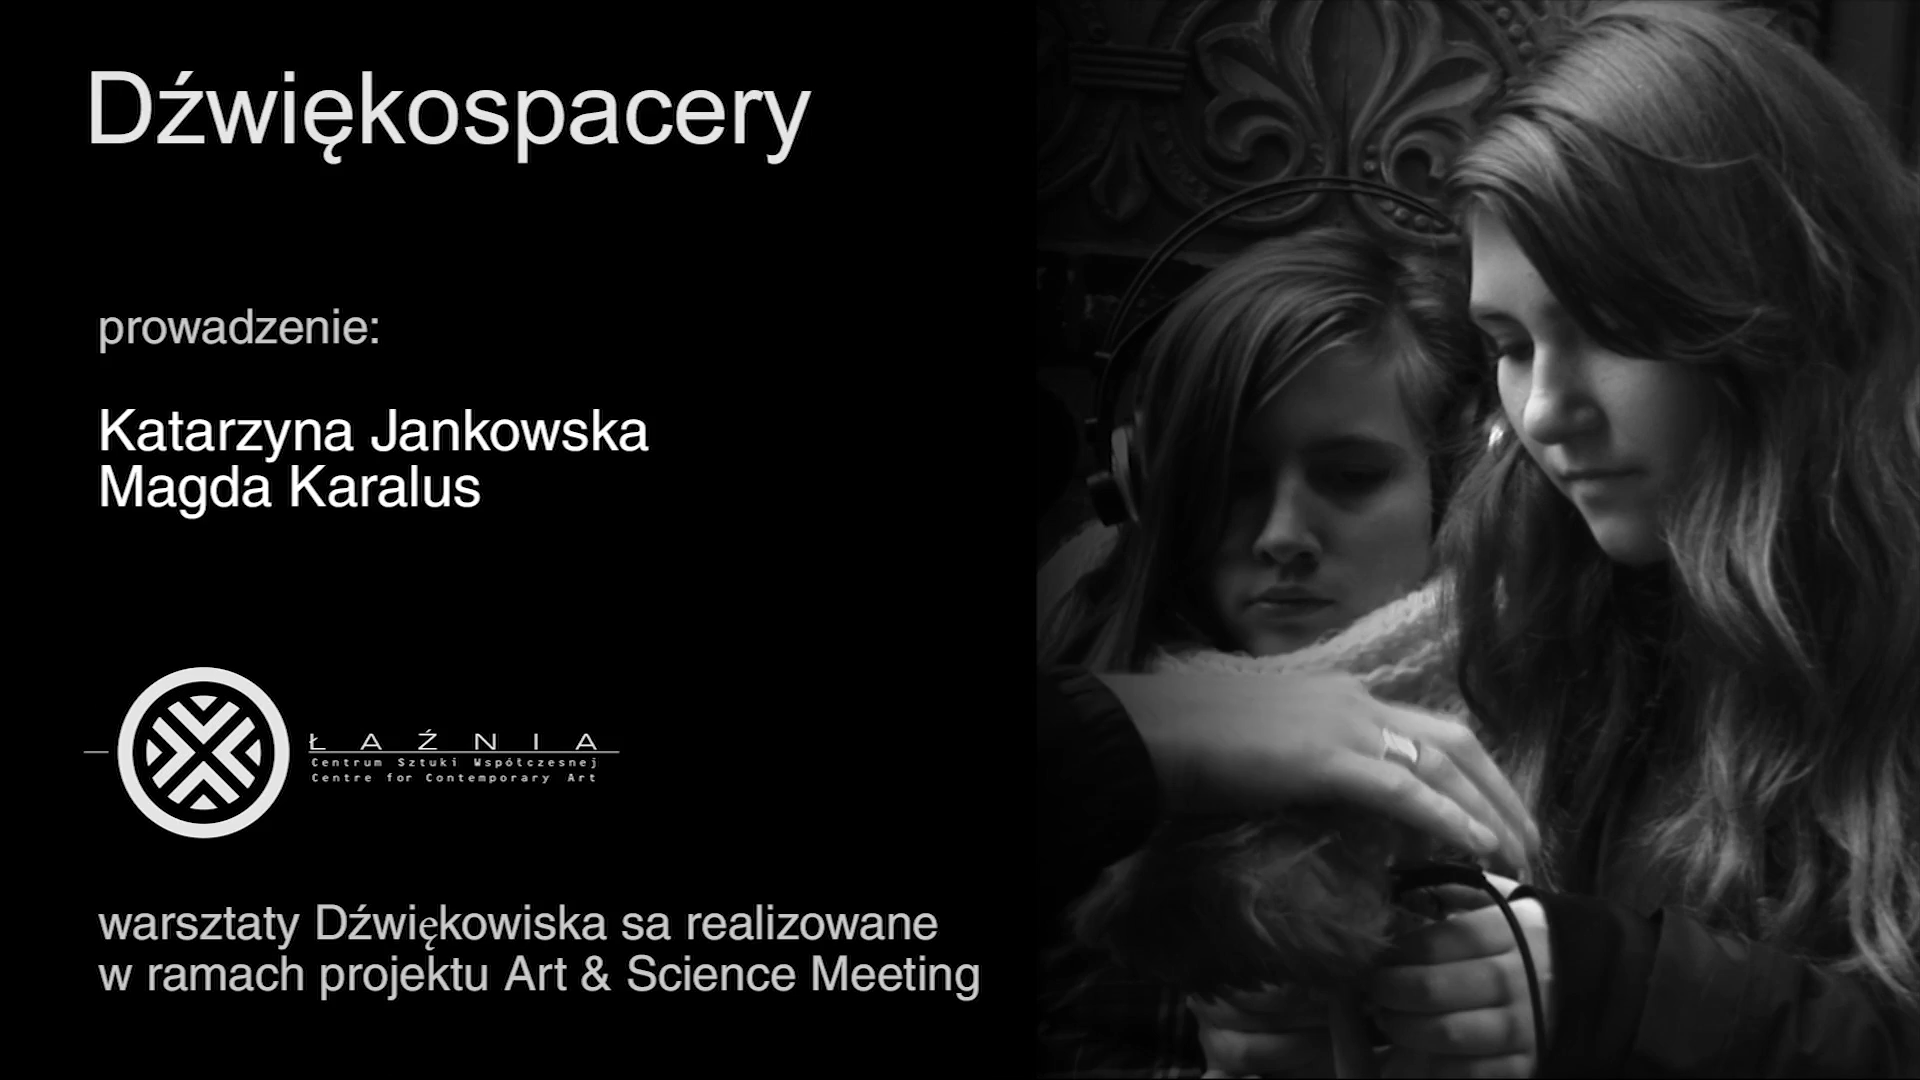 Dźwiękospacery
prowadzenie:
Katarzyna Jankowska
Magda Karalus
ŁAŹNIA
Centrum Sztuki Współczesnej
Centre for Contemporary Art
warsztaty Dźwiękowiska sa realizowane
w ramach projektu Art & Science Meeting